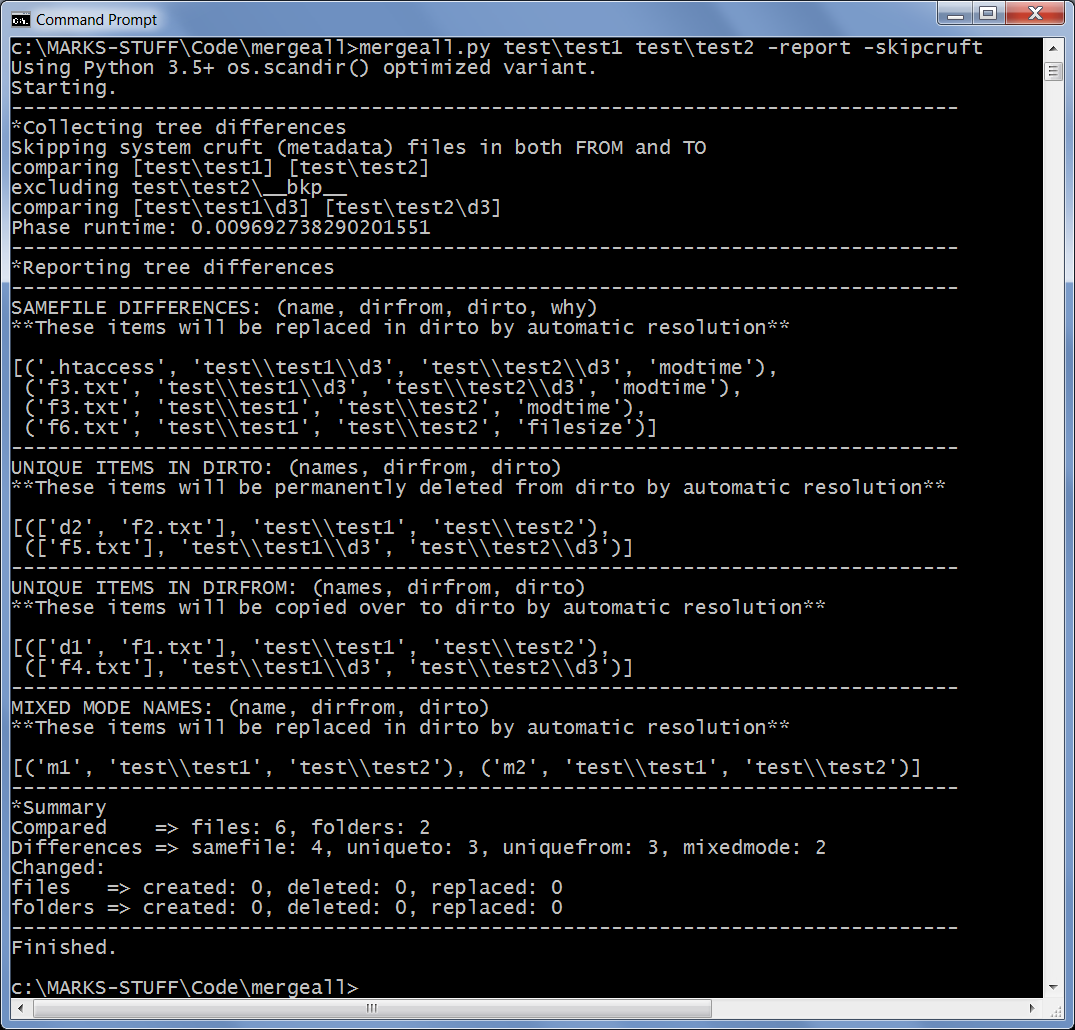 Command Prompt
c:\MARKS-STUFF\Code\mergeall>mergeall.py test\test1 test\test2 -report -skipcruft
Using Python 3.5+ os.scandir() optimized variant.
Starting.
-------------------------------------------------------------------------------
*Collecting tree differences
Skipping system cruft (metadata) files in both FROM and TO
comparing [test\test1] [test\test2]
excluding test\test2\__bkp__
comparing [test\test1\d3] [test\test2\d3]
Phase runtime: 0.009692738290201551
-------------------------------------------------------------------------------
*Reporting tree differences
-------------------------------------------------------------------------------
SAMEFILE DIFFERENCES: (name, dirfrom, dirto, why)
**These items will be replaced in dirto by automatic resolution**
[('.htaccess', 'test\\test1\\d3', 'test\\test2\\d3', 'modtime'),
 ('f3.txt', 'test\\test1\\d3', 'test\\test2\\d3', 'modtime'),
 ('f3.txt', 'test\\test1', 'test\\test2', 'modtime'),
 ('f6.txt', 'test\\test1', 'test\\test2', 'filesize')]
-------------------------------------------------------------------------------
UNIQUE ITEMS IN DIRTO: (names, dirfrom, dirto)
**These items will be permanently deleted from dirto by automatic resolution**
[(['d2', 'f2.txt'], 'test\\test1', 'test\\test2'),
 (['f5.txt'], 'test\\test1\\d3', 'test\\test2\\d3')]
-------------------------------------------------------------------------------
UNIQUE ITEMS IN DIRFROM: (names, dirfrom, dirto)
**These items will be copied over to dirto by automatic resolution**
[(['d1', 'f1.txt'], 'test\\test1', 'test\\test2'),
 (['f4.txt'], 'test\\test1\\d3', 'test\\test2\\d3')]
-------------------------------------------------------------------------------
MIXED MODE NAMES: (name, dirfrom, dirto)
**These items will be replaced in dirto by automatic resolution**
[('m1', 'test\\test1', 'test\\test2'), ('m2', 'test\\test1', 'test\\test2')]
-------------------------------------------------------------------------------
*Summary
Compared    => files: 6, folders: 2
Differences => samefile: 4, uniqueto: 3, uniquefrom: 3, mixedmode: 2
Changed:
files   => created: 0, deleted: 0, replaced: 0
folders => created: 0, deleted: 0, replaced: 0
-------------------------------------------------------------------------------
Finished.
c:\MARKS-STUFF\Code\mergeall>